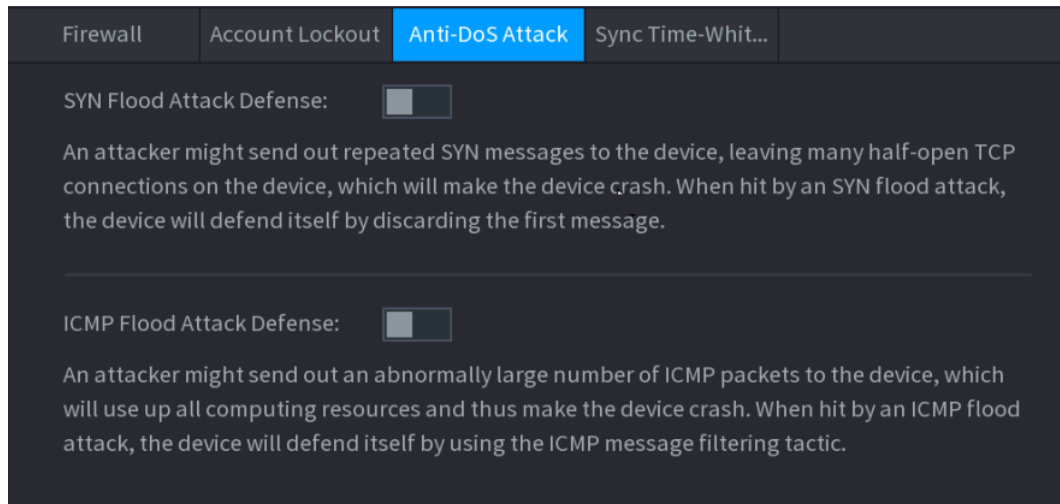 Firewall Account Lockout Anti-DoS Attack Sync Time-Whit...
SYN Flood Attack Defense:
An attacker might send out repeated SYN messages to the device, leaving many half-open TCP
connections on the device, which will make the device crash. When hit by an SYN flood attack,
the device will defend itself by discarding the first message.
ICMP Flood Attack Defense:
An attacker might send out an abnormally large number of ICMP packets to the device, which
will use up all computing resources and thus make the device crash. When hit by an ICMP flood
attack, the device will defend itself by using the ICMP message filtering tactic.